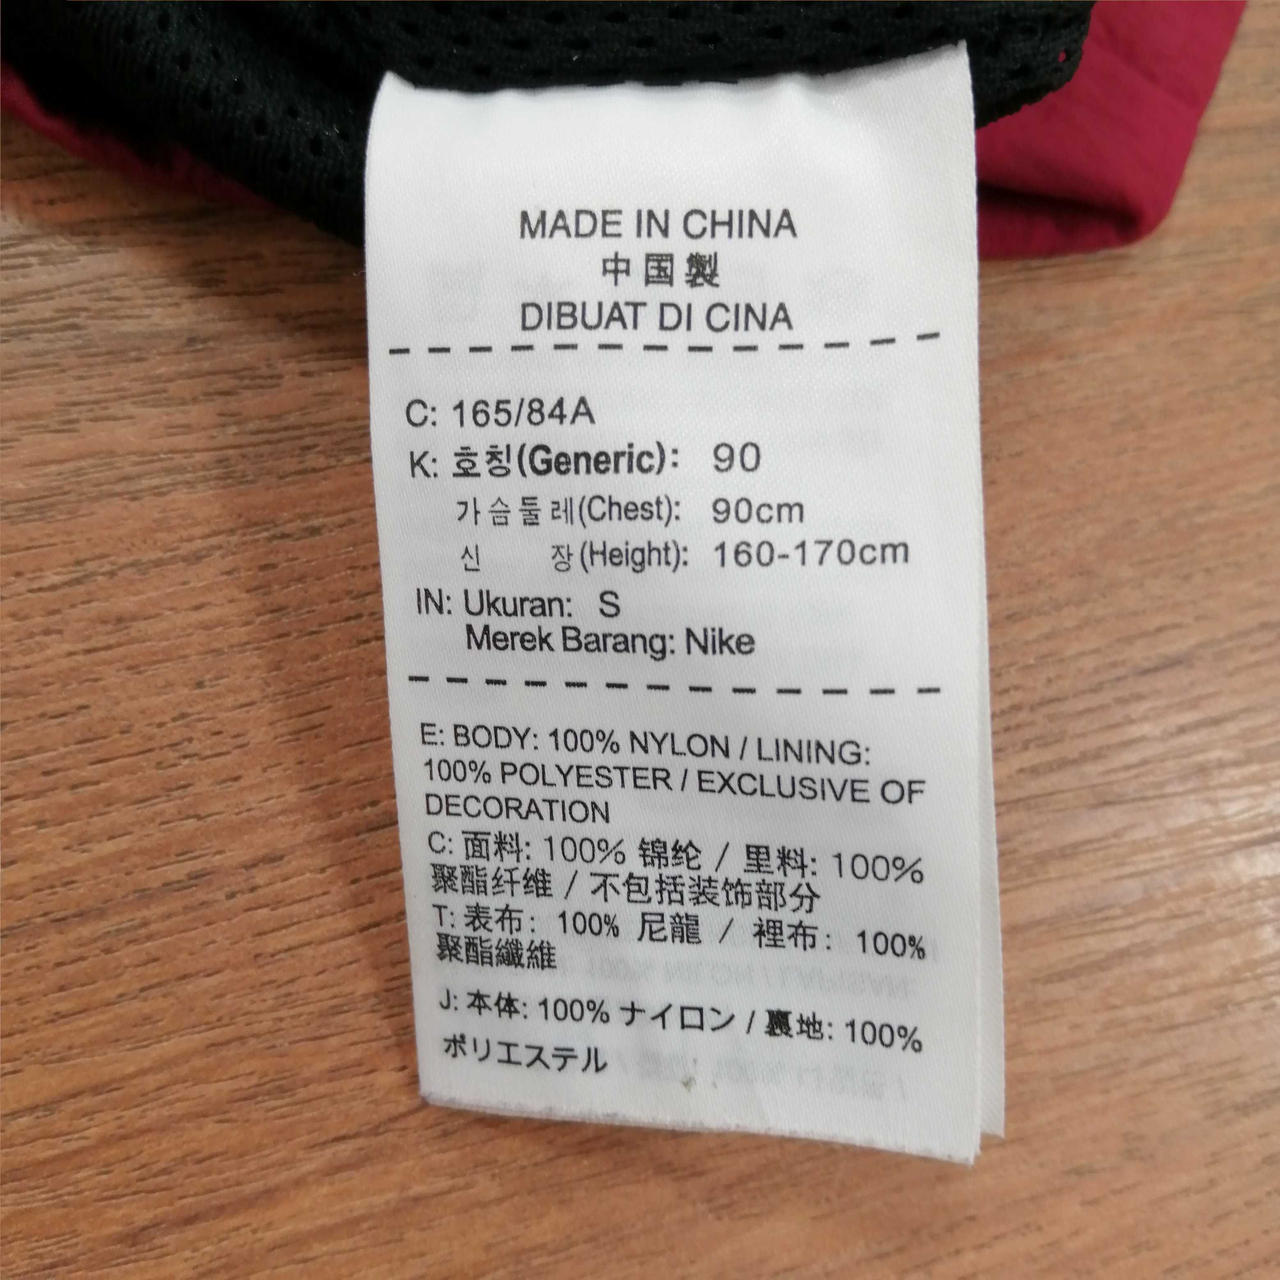 MADE IN CHINA
中国製
DIBUAT DI CINA
C: 165/84A
K: 호칭(Generic): 90
가슴둘레(Chest): 90cm
신 장(Height): 160-170cm
IN: Ukuran: S
Merek Barang: Nike
E: BODY: 100% NYLON / LINING:
100% POLYESTER / EXCLUSIVE OF
DECORATION
C: 面料: 100% 锦纶 / 里料: 100%
聚酯纤维 / 不包括装饰部分
T: 表布: 100% 尼龍 / 裡布: 100%
聚酯纖維
J: 本体: 100% ナイロン / 裏地: 100%
ポリエステル